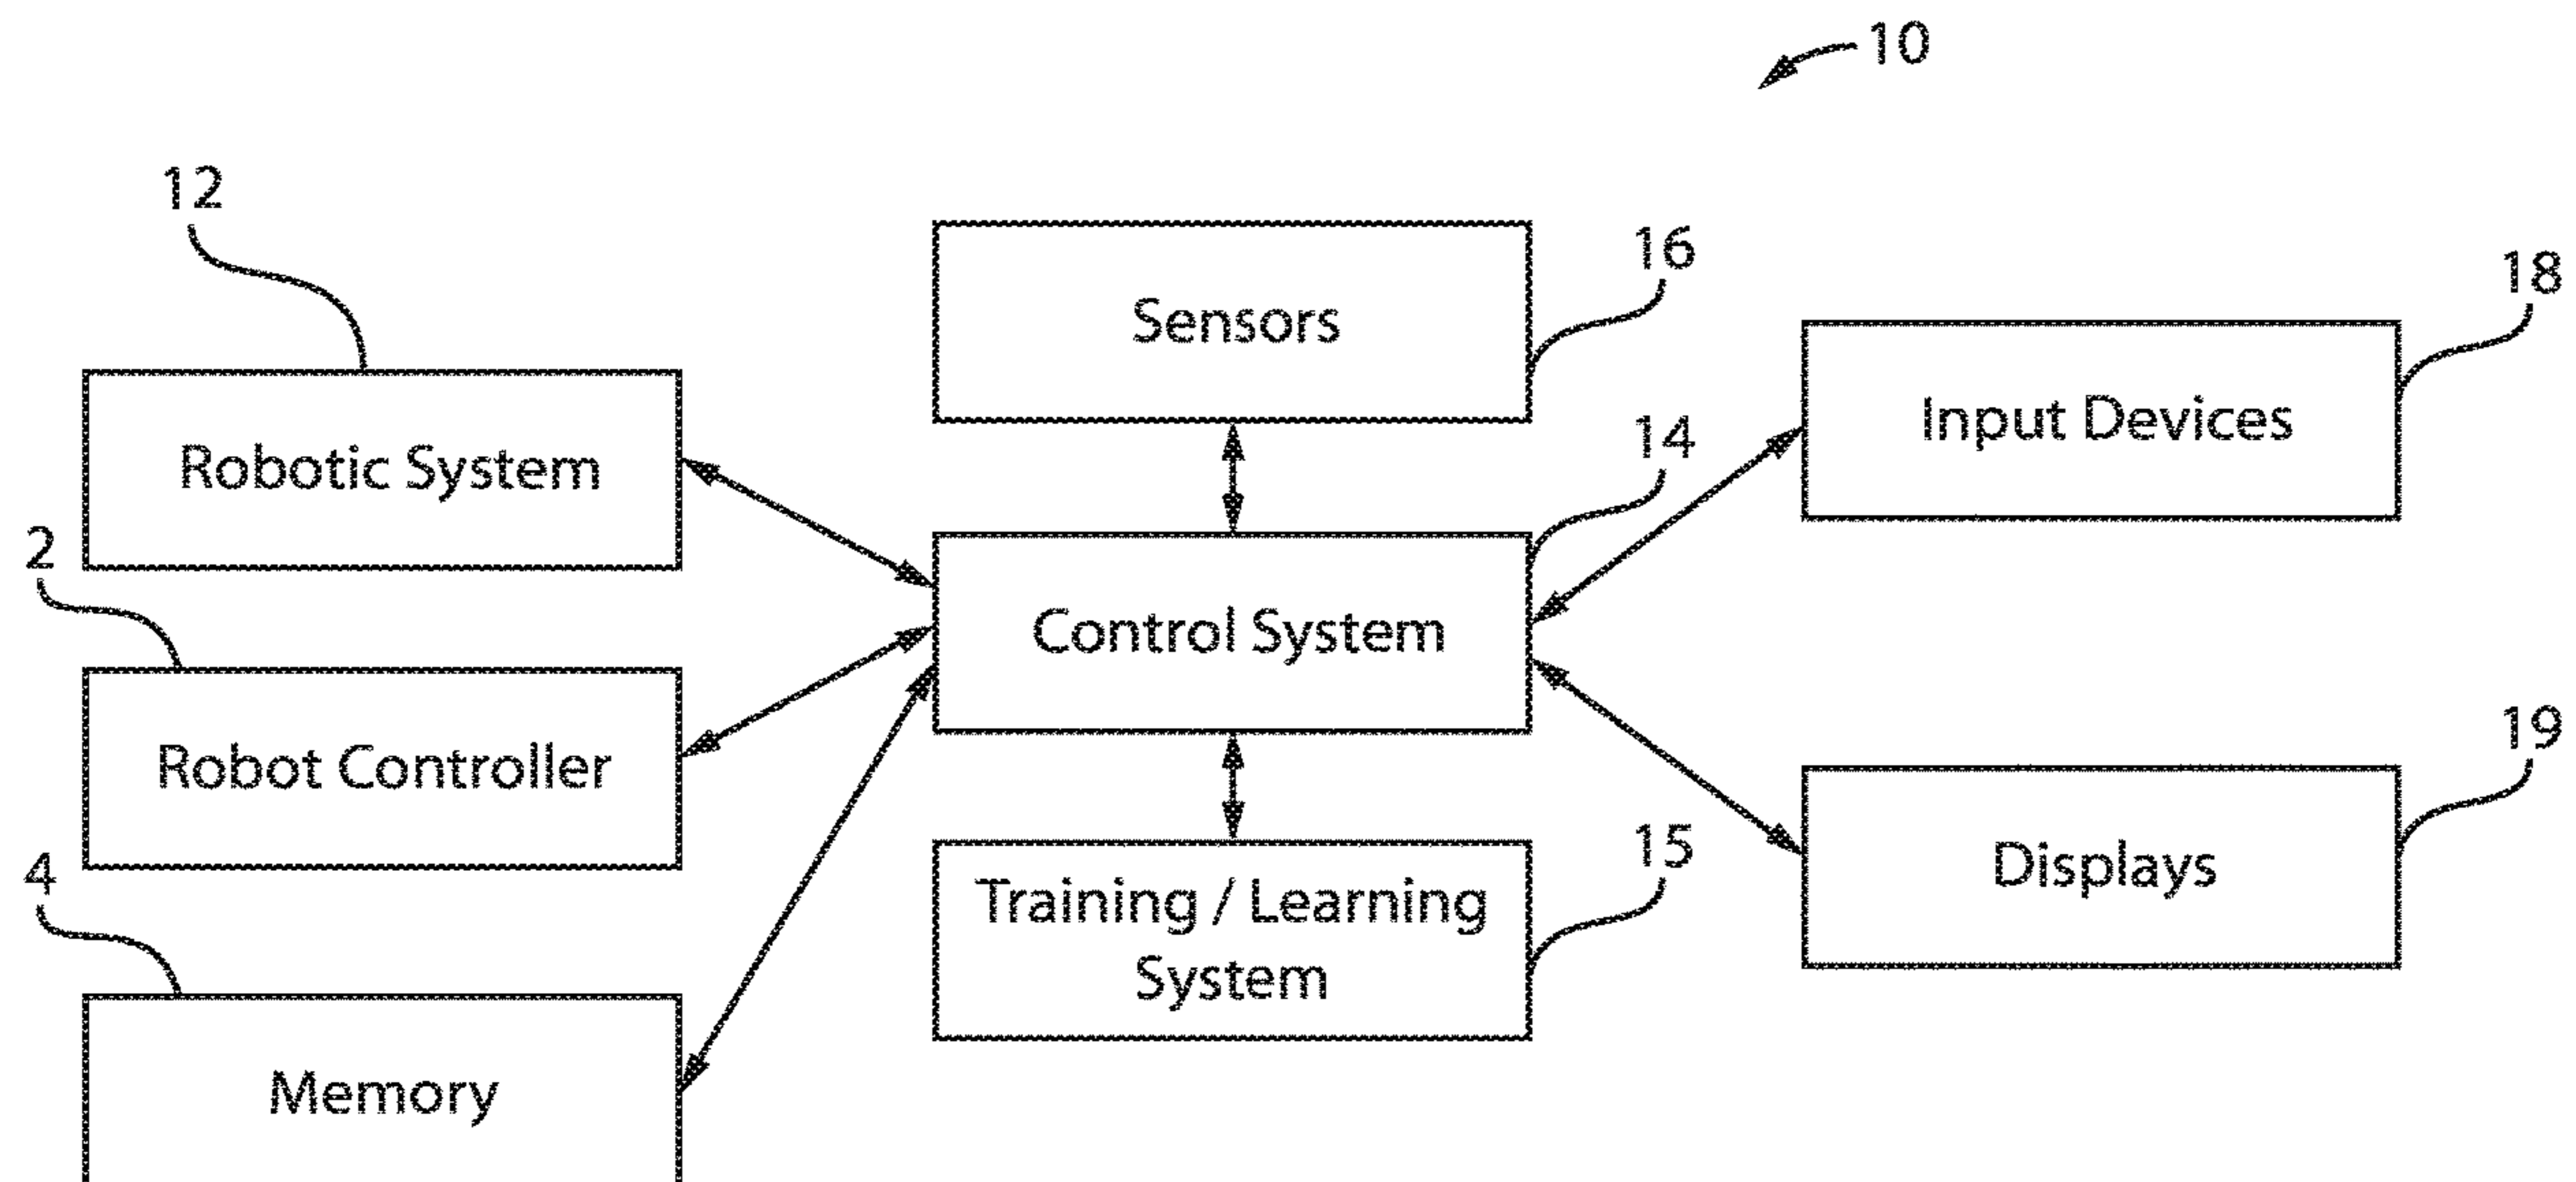 10
12
16
18
Sensors
Input Devices
14
Robotic System
2
Control System
19
Robot Controller
15
4
Displays
Training / Learning
System
Memory